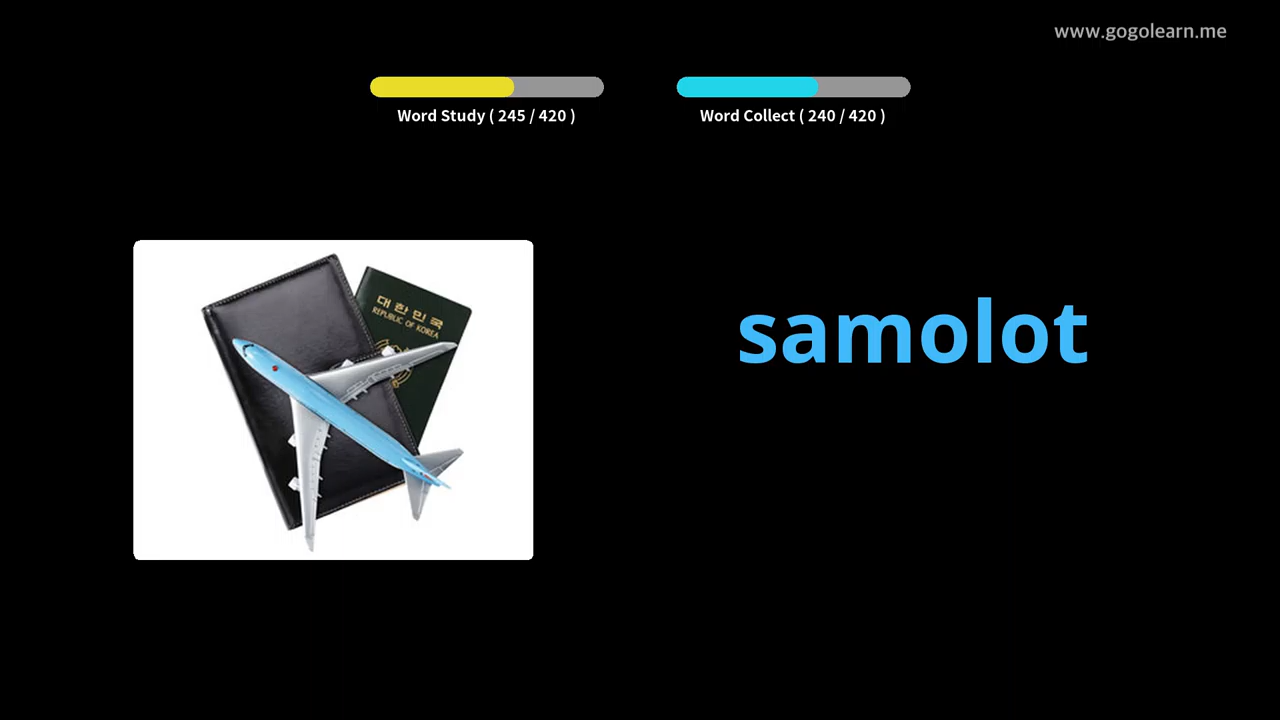 www.gogolearn.me
Word Study ( 245 / 420 )
Word Collect ( 240 / 420 )
대한민국
REPUBLIC OF KOREA
samolot